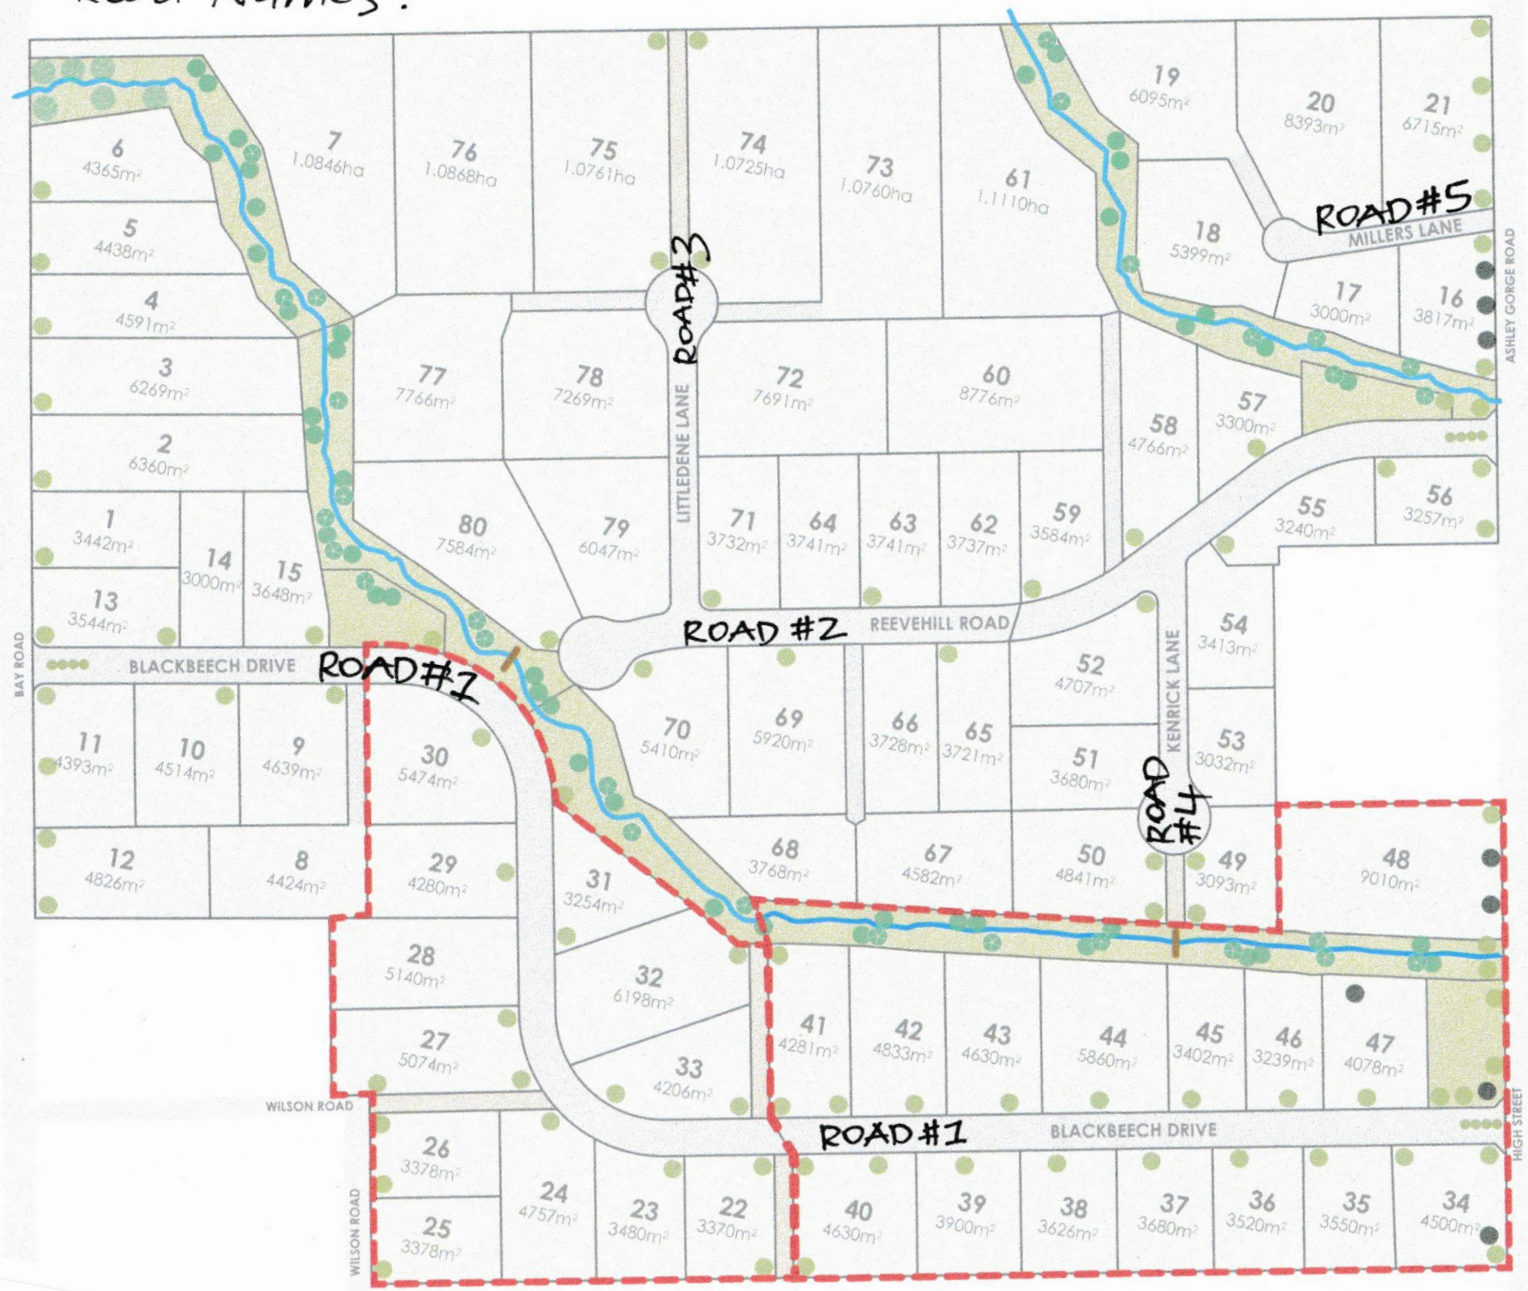 Road Names:
6
4365m²
5
4438m²
4
4591m²
3
6269m²
2
6360m²
1
3442m²
13
3544m²
14
3000m²
15
3648m²
7
1.0846ha
76
1.0868ha
75
1.0761ha
74
1.0725ha
73
1.0760ha
61
1.1110ha
19
6095m²
20
8393m²
21
6715m²
ROAD #5
MILLERS LANE
18
5399m²
17
3000m²
16
3817m²
ASHLEY GORGE ROAD
ROAD #3
LITTLEDENE LANE
77
7766m²
78
7269m²
72
7691m²
60
8776m²
58
4766m²
57
3300m²
80
7584m²
79
6047m²
71
3732m²
64
3741m²
63
3741m²
62
3737m²
59
3584m²
55
3240m²
56
3257m²
ROAD #2
REEVEHILL ROAD
BAY ROAD
BLACKBEECH DRIVE
ROAD #1
11
4393m²
10
4514m²
9
4639m²
30
5474m²
12
4826m²
8
4424m²
29
4280m²
70
5410m²
69
5920m²
66
3728m²
65
3721m²
52
4707m²
51
3680m²
KENRICK LANE
ROAD #4
54
3413m²
53
3032m²
31
3254m²
68
3768m²
67
4582m²
50
4841m²
49
3093m²
48
9010m²
28
5140m²
27
5074m²
32
6198m²
33
4206m²
41
4281m²
42
4833m²
43
4630m²
44
5860m²
45
3402m²
46
3239m²
47
4078m²
WILSON ROAD
ROAD #1
BLACKBEECH DRIVE
HIGH STREET
WILSON ROAD
26
3378m²
25
3378m²
24
4757m²
23
3480m²
22
3370m²
40
4630m²
39
3900m²
38
3626m²
37
3680m²
36
3520m²
35
3550m²
34
4500m²